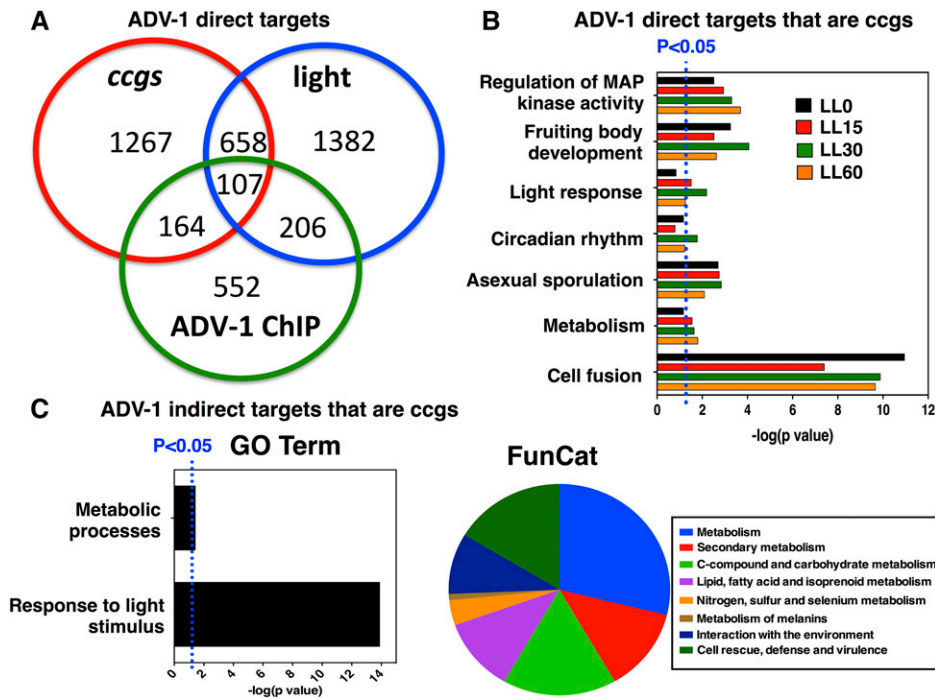 A ADV-1 direct targets
ccgs
light
1267
658
1382
107
164
206
552
ADV-1 ChIP
B ADV-1 direct targets that are ccgs
P<0.05
Regulation of MAP
kinase activity
Fruiting body
development
Light response
Circadian rhythm
Asexual sporulation
Metabolism
Cell fusion
LL0
LL15
LL30
LL60
0 2 4 6 8 10 12
-log(p value)
C ADV-1 indirect targets that are ccgs
P<0.05
GO Term
Metabolic
processes
Response to light
stimulus
0 2 4 6 8 10 12 14
-log(p value)
FunCat
Metabolism
Secondary metabolism
C-compound and carbohydrate metabolism
Lipid, fatty acid and isoprenoid metabolism
Nitrogen, sulfur and selenium metabolism
Metabolism of melanins
Interaction with the environment
Cell rescue, defense and virulence